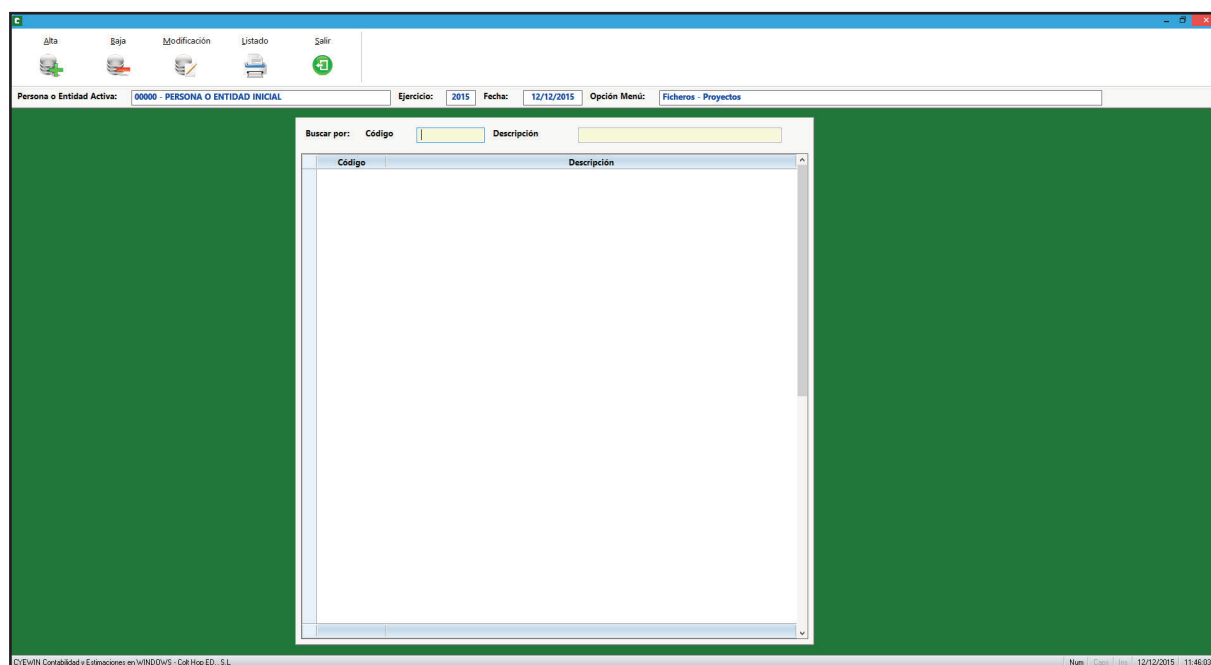 Alta Baja Modificación Listado Salir
Persona o Entidad Activa: 00000 - PERSONA O ENTIDAD INICIAL Ejercicio: 2015 Fecha: 12/12/2015 Opción Menú: Ficheros - Proyectos
Buscar por: Código Descripción
Código Descripción
CYEWIN Contabilidad y Estimaciones en WINDOWS - Colt Hop ED., S.L. Num Caps Ins 12/12/2015 11:46:03